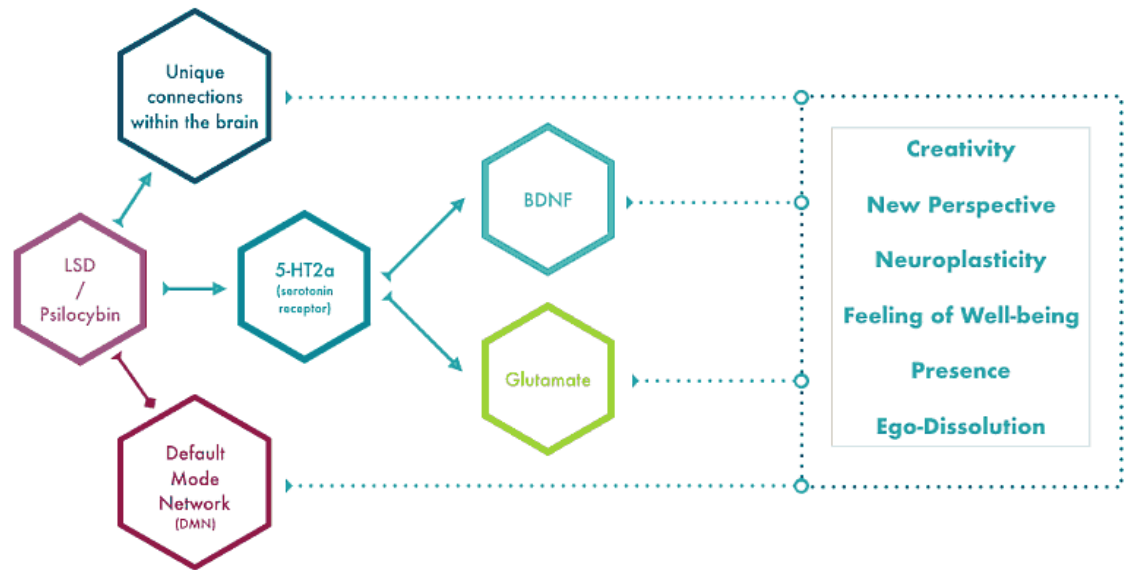 Unique
connections
within the brain
LSD
/
Psilocybin
5-HT2a
(serotonin
receptor)
BDNF
Glutamate
Default
Mode
Network
(DMN)
Creativity
New Perspective
Neuroplasticity
Feeling of Well-being
Presence
Ego-Dissolution